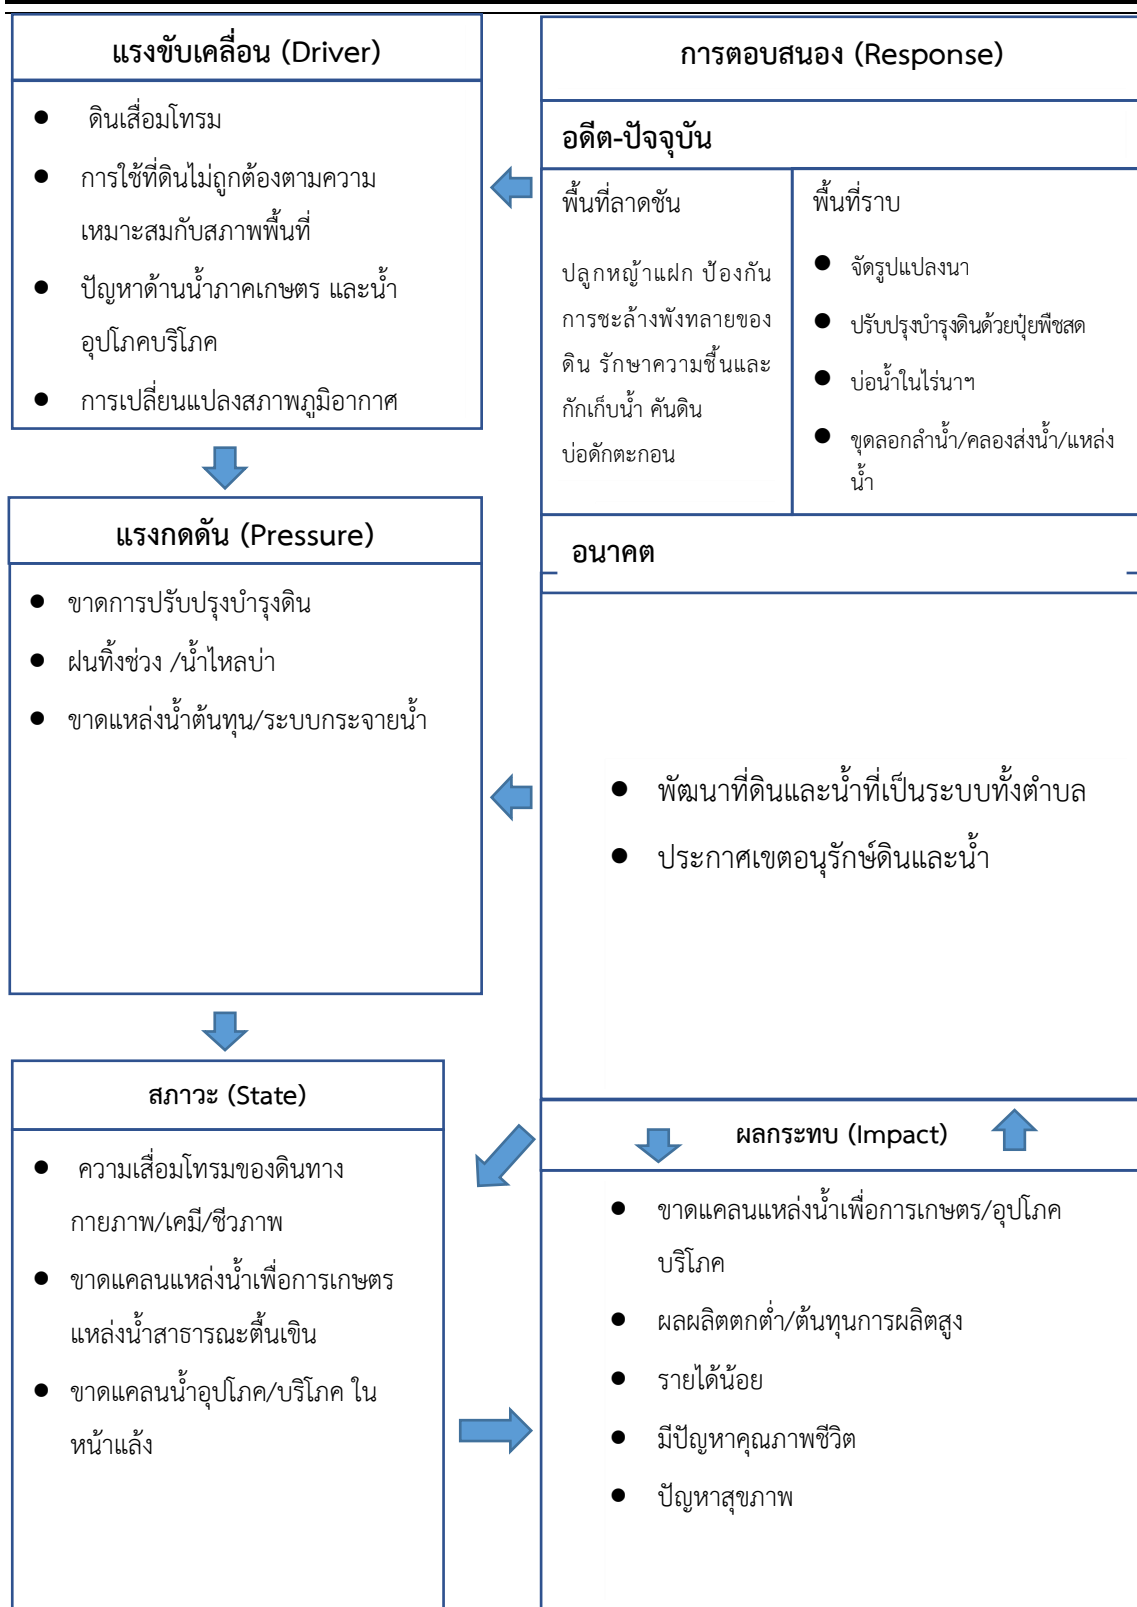 แรงขับเคลื่อน (Driver)
● ดินเสื่อมโทรม
● การใช้ที่ดินไม่ถูกต้องตามความ
เหมาะสมกับสภาพพื้นที่
● ปัญหาด้านน้ำภาคเกษตร และน้ำ
อุปโภคบริโภค
● การเปลี่ยนแปลงสภาพภูมิอากาศ
แรงกดดัน (Pressure)
● ขาดการปรับปรุงบำรุงดิน
● ฝนทิ้งช่วง /น้ำไหลบ่า
● ขาดแหล่งน้ำต้นทุน/ระบบกระจายน้ำ
สภาวะ (State)
● ความเสื่อมโทรมของดินทาง
กายภาพ/เคมี/ชีวภาพ
● ขาดแคลนแหล่งน้ำเพื่อการเกษตร
แหล่งน้ำสาธารณะตื้นเขิน
● ขาดแคลนน้ำอุปโภค/บริโภค ใน
หน้าแล้ง
การตอบสนอง (Response)
อดีต-ปัจจุบัน
พื้นที่ลาดชัน
ปลูกหญ้าแฝก ป้องกัน
การชะล้างพังทลายของ
ดิน รักษาความชื้นและ
กักเก็บน้ำ คันดิน
บ่อดักตะกอน
พื้นที่ราบ
● จัดรูปแปลงนา
● ปรับปรุงบำรุงดินด้วยปุ๋ยพืชสด
● บ่อน้ำในไร่นาฯ
● ขุดลอกลำน้ำ/คลองส่งน้ำ/แหล่ง
น้ำ
อนาคต
● พัฒนาที่ดินและน้ำที่เป็นระบบทั้งตำบล
● ประกาศเขตอนุรักษ์ดินและน้ำ
ผลกระทบ (Impact)
● ขาดแคลนแหล่งน้ำเพื่อการเกษตร/อุปโภค
บริโภค
● ผลผลิตตกต่ำ/ต้นทุนการผลิตสูง
● รายได้น้อย
● มีปัญหาคุณภาพชีวิต
● ปัญหาสุขภาพ